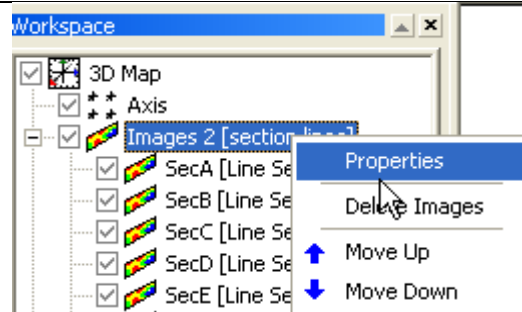 Workspace
3D Map
Axis
Images 2 [section lines]
SecA [Line Se
Properties
SecB [Line Se
Delete Images
SecC [Line Se
Move Up
SecD [Line Se
Move Down
SecE [Line Se